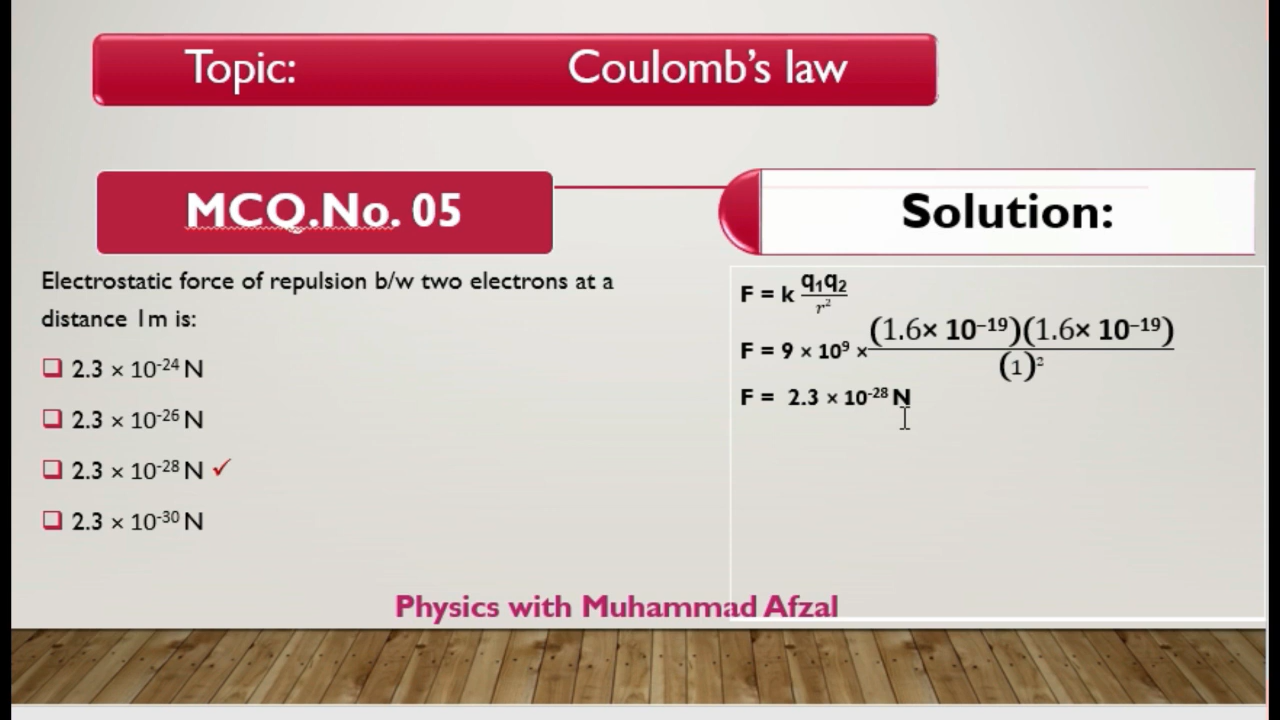 Topic: Coulomb's law
MCQ.No. 05
Electrostatic force of repulsion b/w two electrons at a
distance 1m is:
❑ 2.3 × 10⁻²⁴ N
❑ 2.3 × 10⁻²⁶ N
❑ 2.3 × 10⁻²⁸ N ✓
❑ 2.3 × 10⁻³⁰ N
Solution:
F = k q₁q₂/r²
F = 9 × 10⁹ × (1.6× 10⁻¹⁹)(1.6× 10⁻¹⁹)/(1)²
F = 2.3 × 10⁻²⁸ N
Physics with Muhammad Afzal